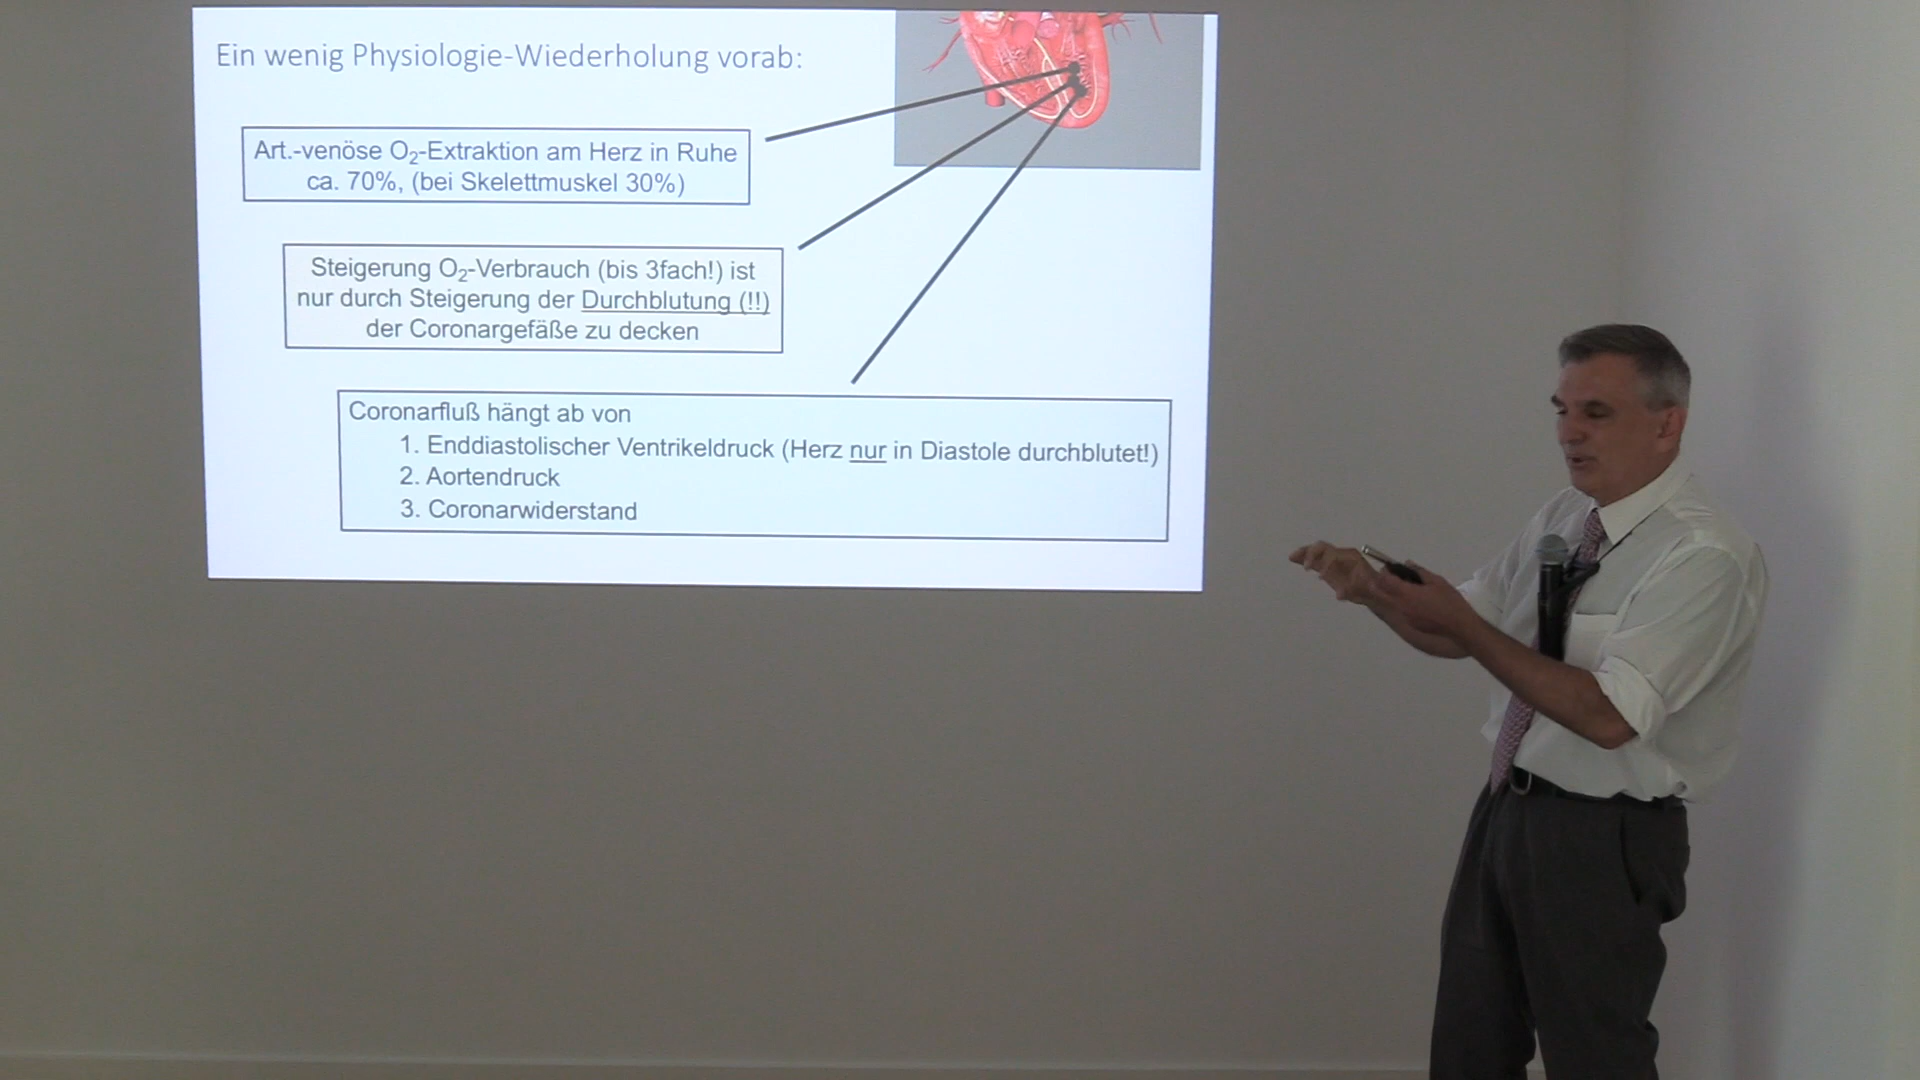 Ein wenig Physiologie-Wiederholung vorab:
Art.-venöse O₂-Extraktion am Herz in Ruhe
ca. 70%, (bei Skelettmuskel 30%)
Steigerung O₂-Verbrauch (bis 3fach!) ist
nur durch Steigerung der Durchblutung (!!)
der Coronargefäße zu decken
Coronarfluß hängt ab von
1. Enddiastolischer Ventrikeldruck (Herz nur in Diastole durchblutet!)
2. Aortendruck
3. Coronarwiderstand